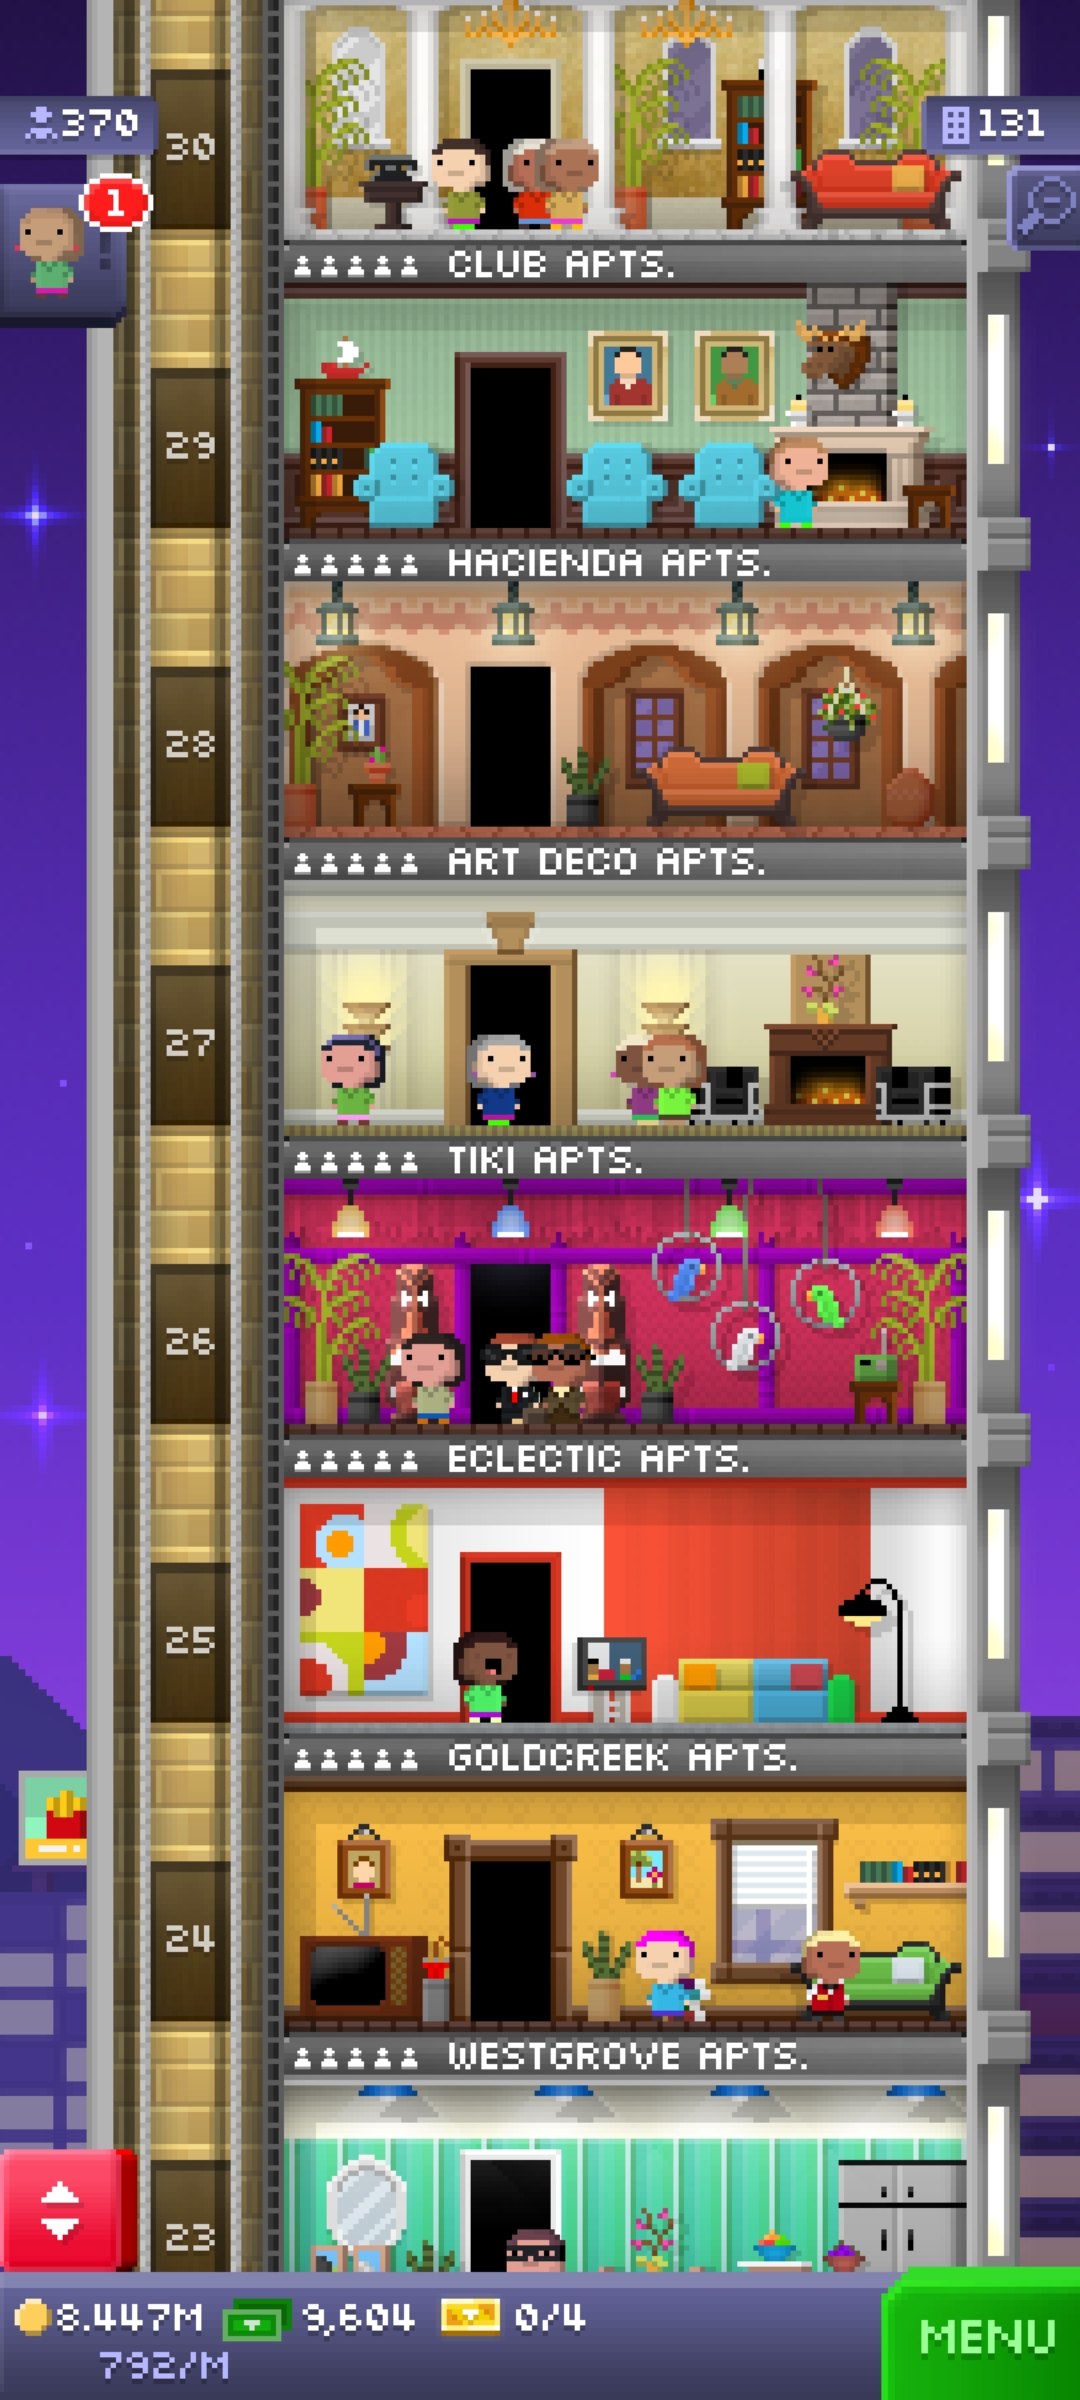 370
131
1
30
CLUB APTS.
29
HACIENDA APTS.
28
ART DECO APTS.
27
TIKI APTS.
26
ECLECTIC APTS.
25
GOLDCREEK APTS.
24
WESTGROVE APTS.
23
8.447M 9,604 0/4
792/M
MENU